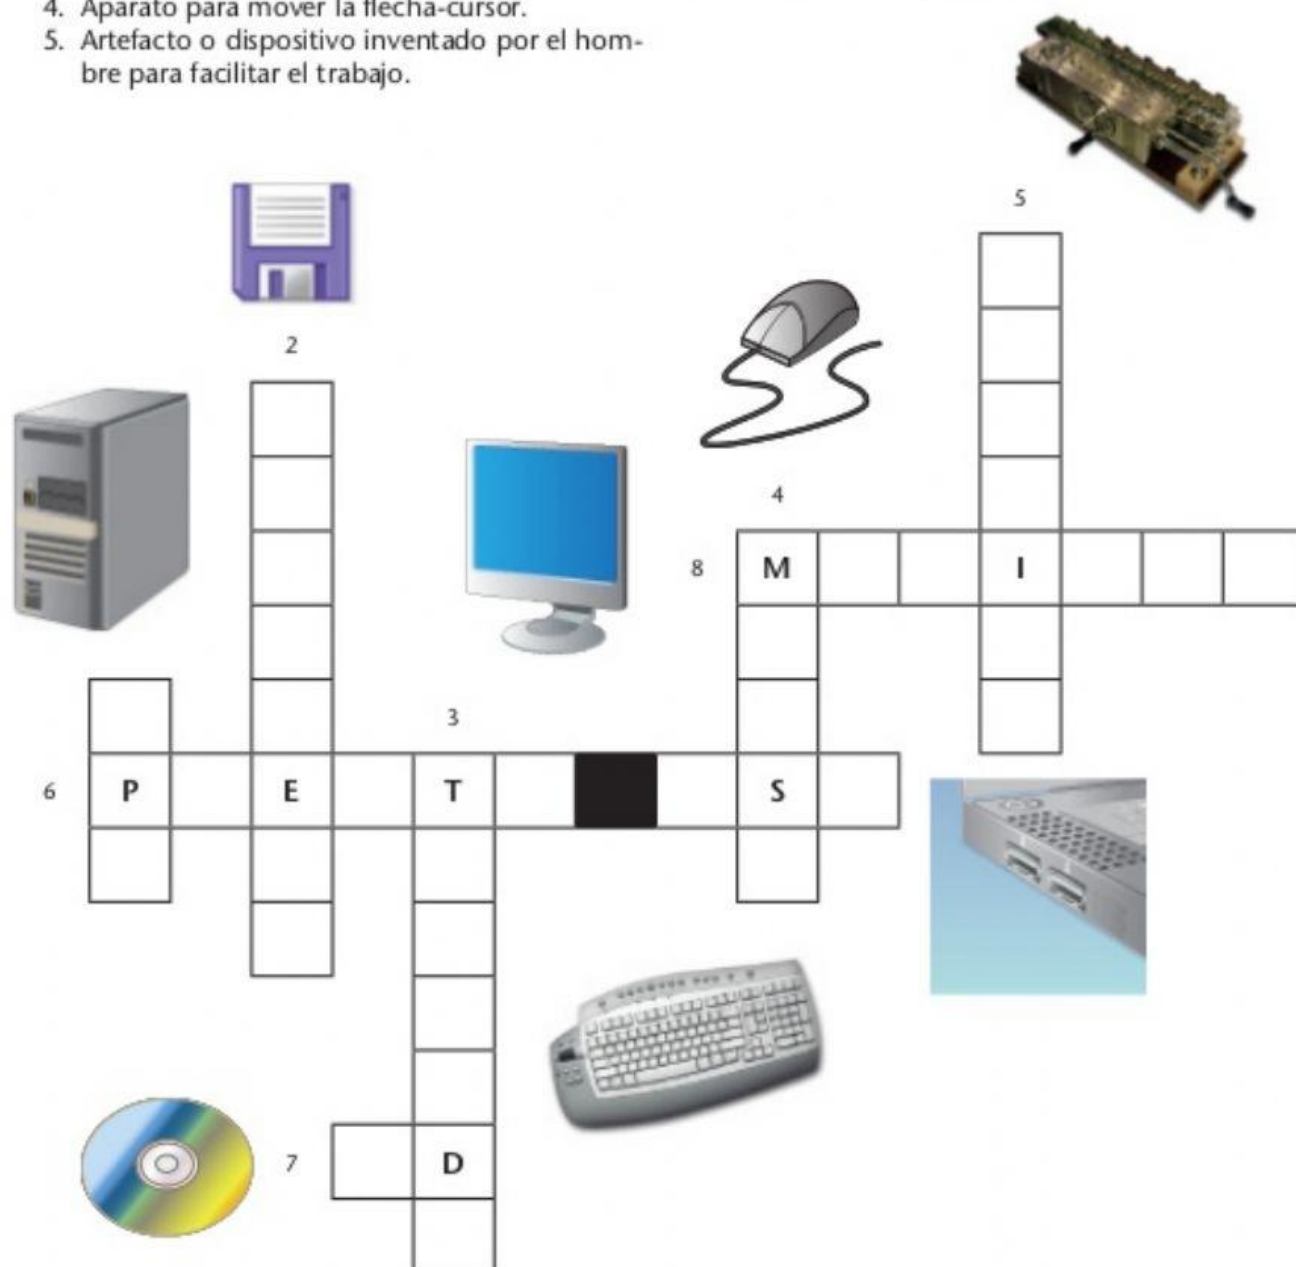 4. Aparato para mover la flecha-cursor.
5. Artefacto o dispositivo inventado por el hom-
bre para facilitar el trabajo.
5
2
4
8 M I
3
6 P E T S
7 D